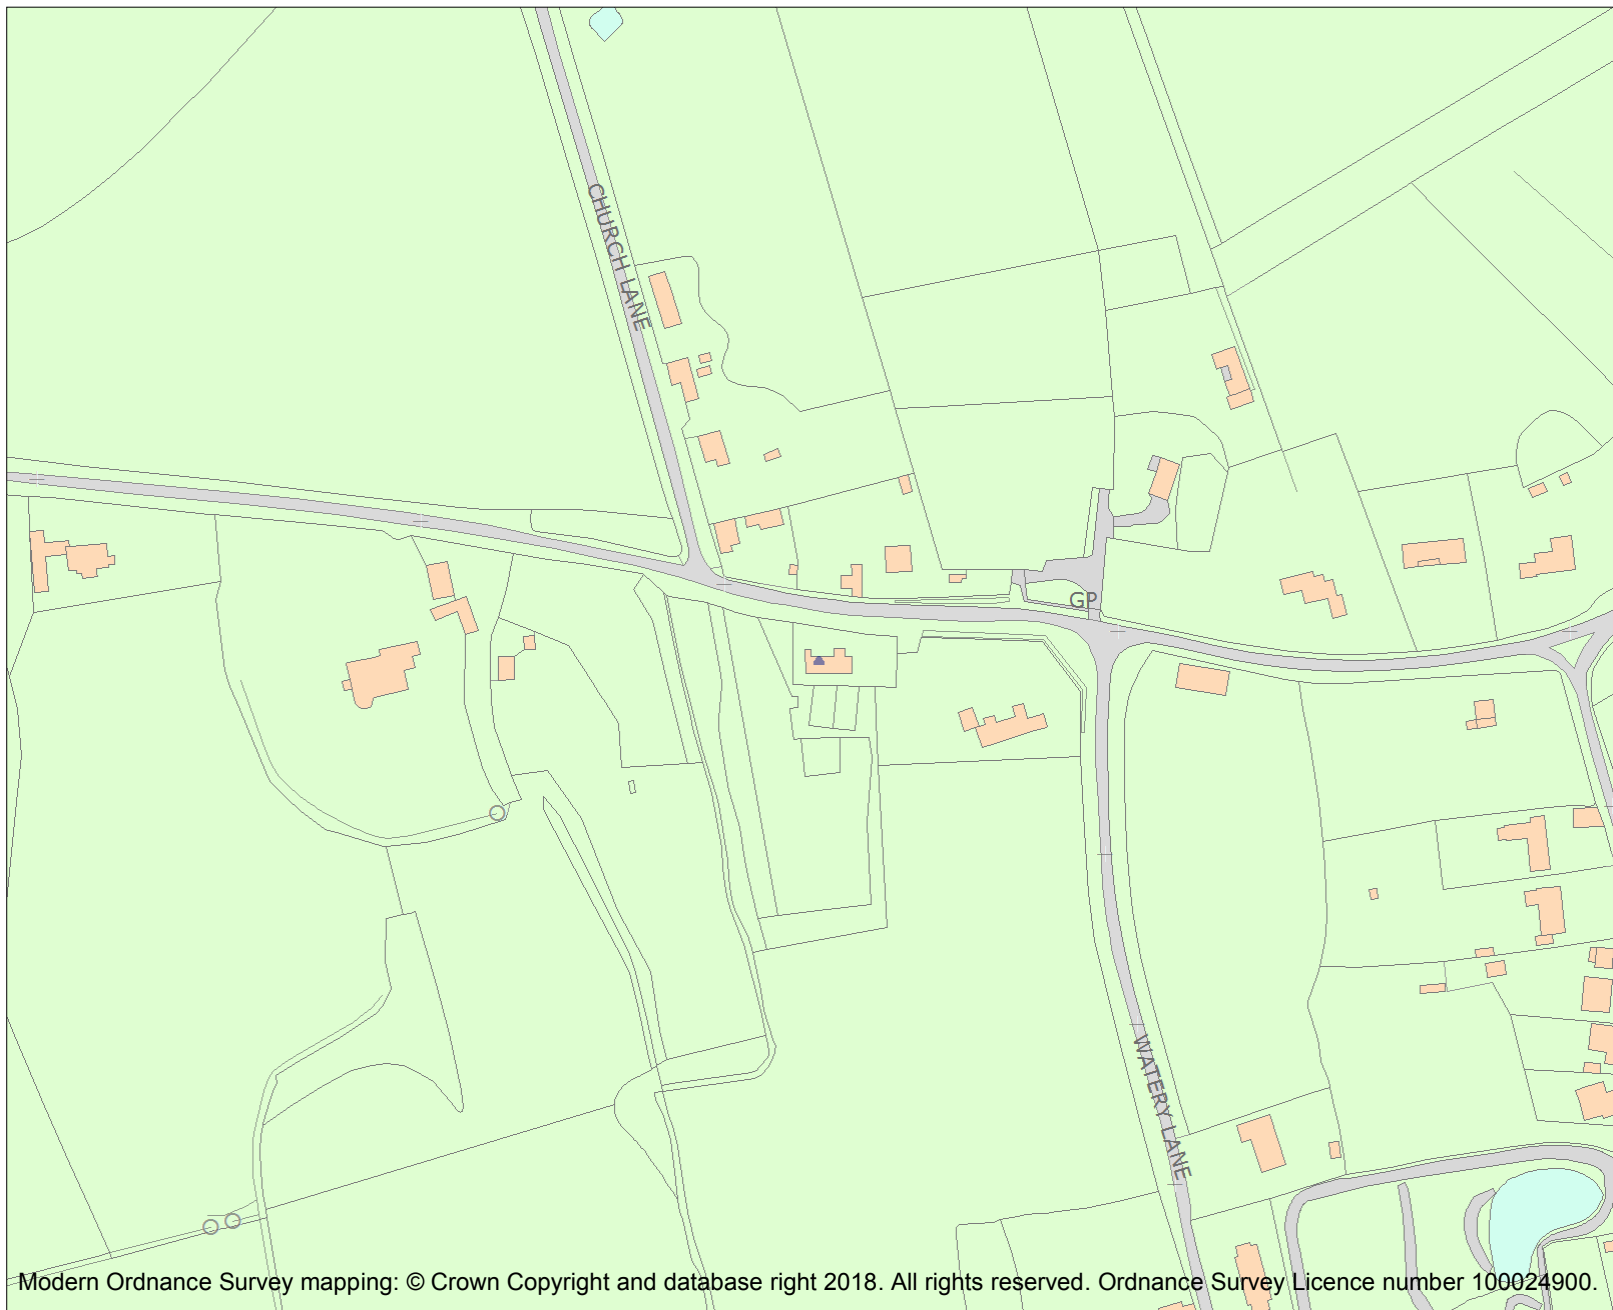 CHURCH LANE
GP
WATERY LANE
Modern Ordnance Survey mapping: © Crown Copyright and database right 2018. All rights reserved. Ordnance Survey Licence number 100024900.